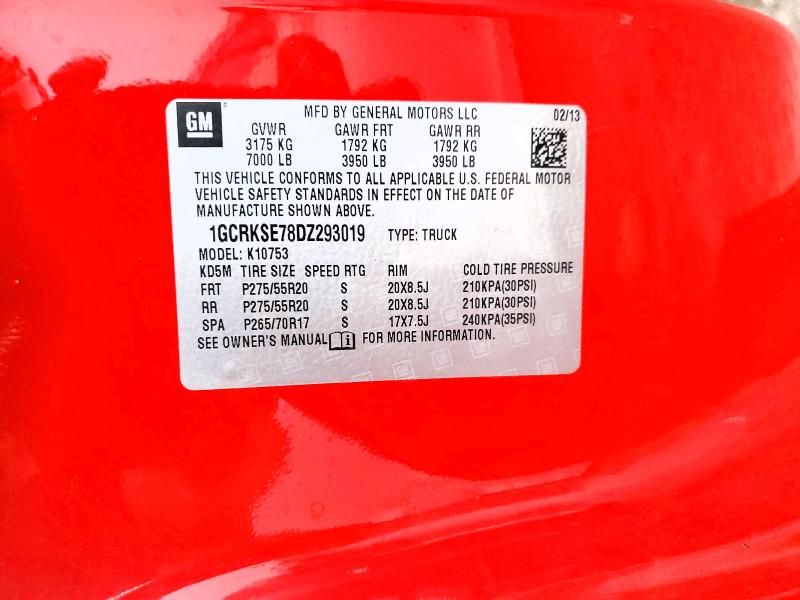 GM
MFD BY GENERAL MOTORS LLC 02/13
GVWR GAWR FRT GAWR RR
3175 KG 1792 KG 1792 KG
7000 LB 3950 LB 3950 LB
THIS VEHICLE CONFORMS TO ALL APPLICABLE U.S. FEDERAL MOTOR
VEHICLE SAFETY STANDARDS IN EFFECT ON THE DATE OF
MANUFACTURE SHOWN ABOVE.
1GCRKSE78DZ293019 TYPE: TRUCK
MODEL: K10753
KD5M TIRE SIZE SPEED RTG RIM COLD TIRE PRESSURE
FRT P275/55R20 S 20X8.5J 210KPA(30PSI)
RR P275/55R20 S 20X8.5J 210KPA(30PSI)
SPA P265/70R17 S 17X7.5J 240KPA(35PSI)
SEE OWNER'S MANUAL i FOR MORE INFORMATION.